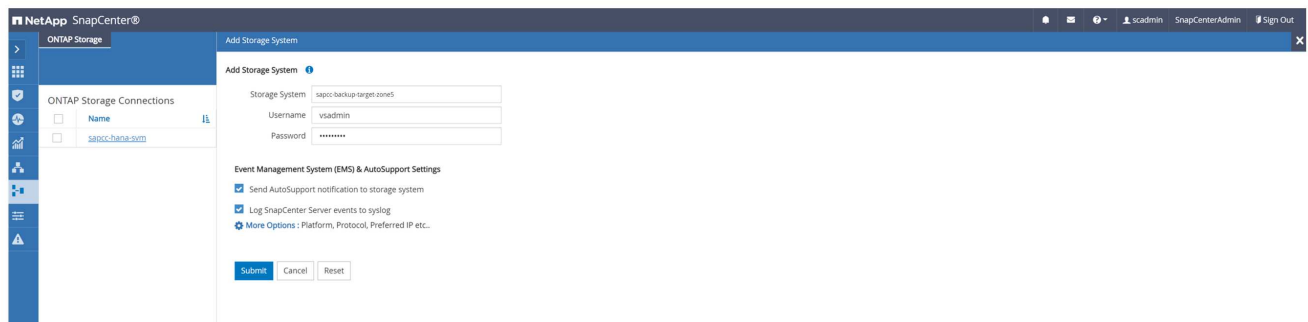 NetApp SnapCenter®
scadmin SnapCenterAdmin Sign Out
ONTAP Storage
Add Storage System
Add Storage System
ONTAP Storage Connections
Name
sapcc-hana-svm
Storage System sapcc-backup-target-zone5
Username vsadmin
Password •••••••••
Event Management System (EMS) & AutoSupport Settings
Send AutoSupport notification to storage system
Log SnapCenter Server events to syslog
More Options : Platform, Protocol, Preferred IP etc..
Submit Cancel Reset